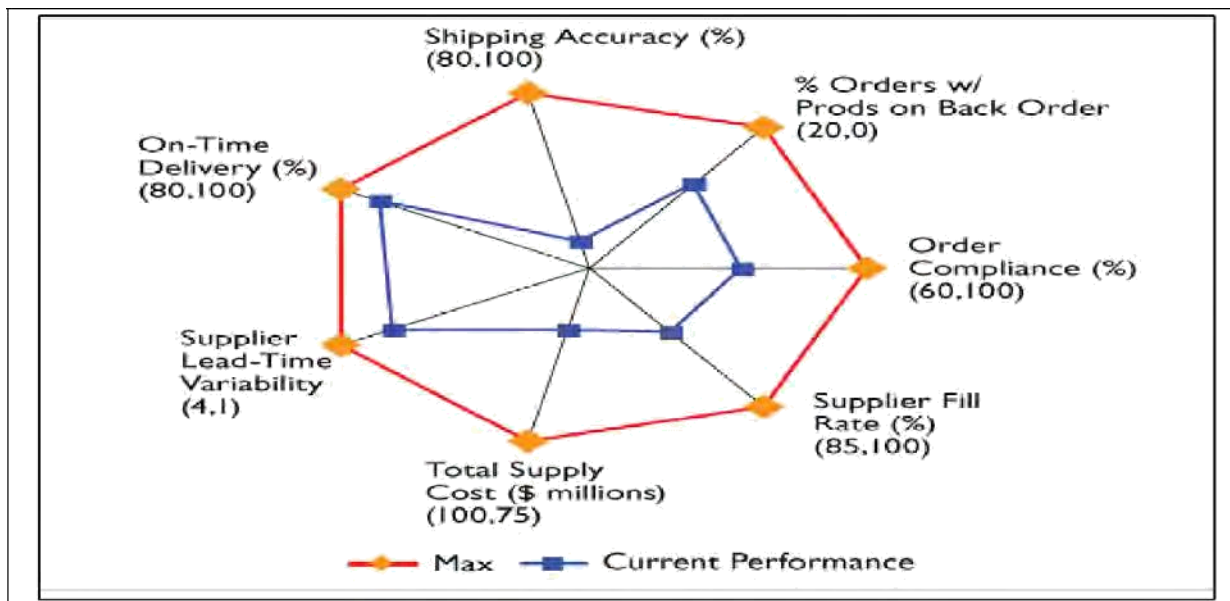 Shipping Accuracy (%)
(80,100)
% Orders w/
Prods on Back Order
(20,0)
On-Time
Delivery (%)
(80,100)
Order
Compliance (%)
(60,100)
Supplier
Lead-Time
Variability
(4,1)
Supplier Fill
Rate (%)
(85,100)
Total Supply
Cost ($ millions)
(100,75)
Max
Current Performance